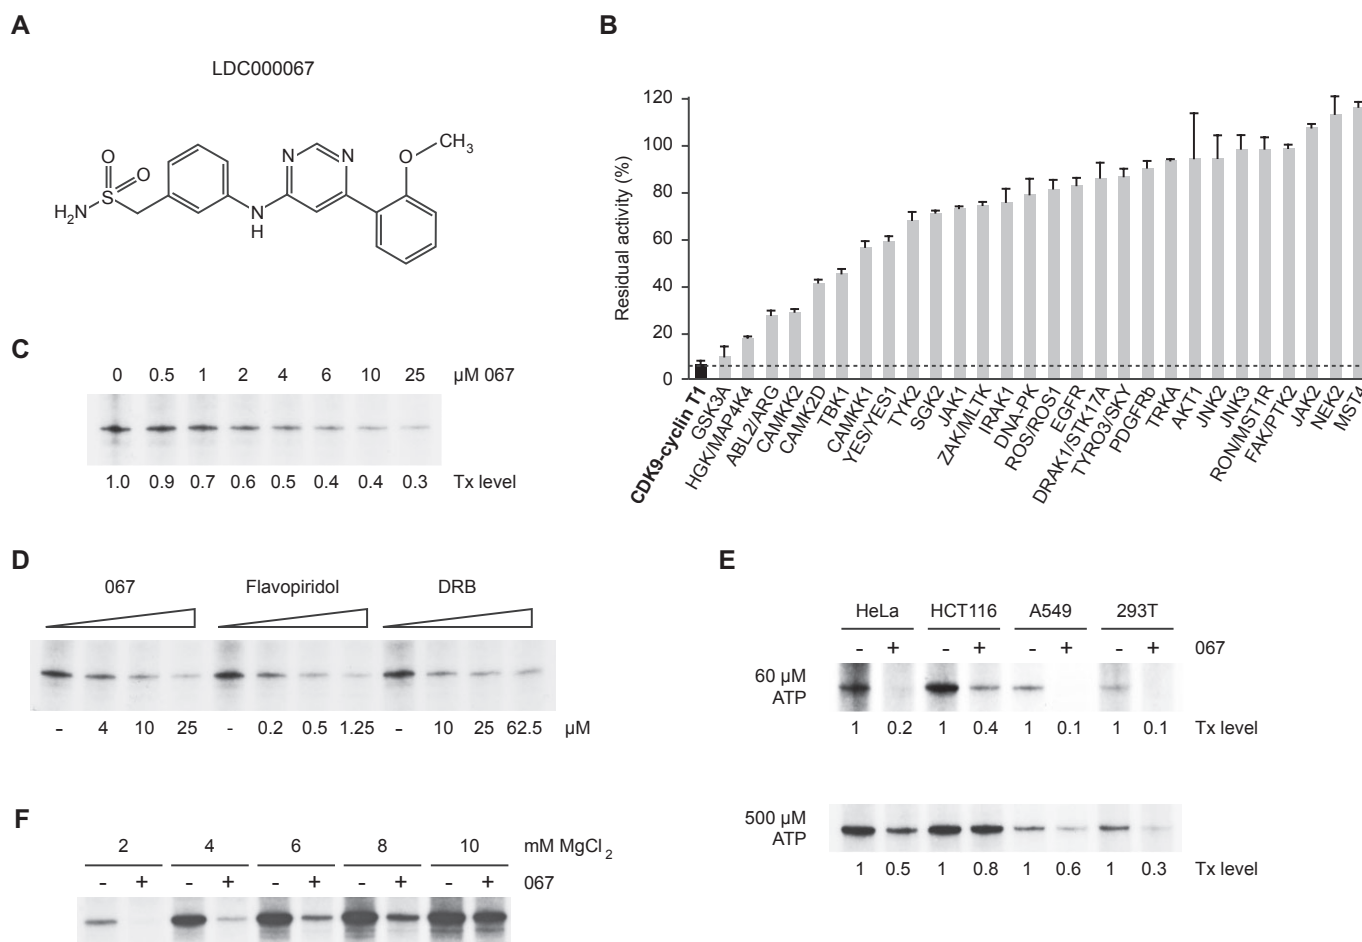 A
LDC000067
O
O
S
H2N
N
H
N
N
O
CH3
B
Residual activity (%)
120
100
80
60
40
20
0
CDK9-cyclin T1
GSK3A
HGK/MAP4K4
ABL2/ARG
CAMKK2
CAMK2D
TBK1
CAMKK1
YES/YES1
TYK2
SGK2
JAK1
ZAK/MLTK
IRAK1
DNA-PK
ROS/ROS1
EGFR
DRAK1/STK17A
TYRO3/SKY
PDGFRb
TRKA
AKT1
JNK2
JNK3
RON/MST1R
FAK/PTK2
JAK2
NEK2
MST4
C
0 0.5 1 2 4 6 10 25 µM 067
1.0 0.9 0.7 0.6 0.5 0.4 0.4 0.3 Tx level
D
067 Flavopiridol DRB
- 4 10 25 - 0.2 0.5 1.25 - 10 25 62.5 µM
E
HeLa HCT116 A549 293T
- + - + - + - + 067
60 µM
ATP
1 0.2 1 0.4 1 0.1 1 0.1 Tx level
500 µM
ATP
1 0.5 1 0.8 1 0.6 1 0.3 Tx level
F
2 4 6 8 10 mM MgCl2
- + - + - + - + - + 067